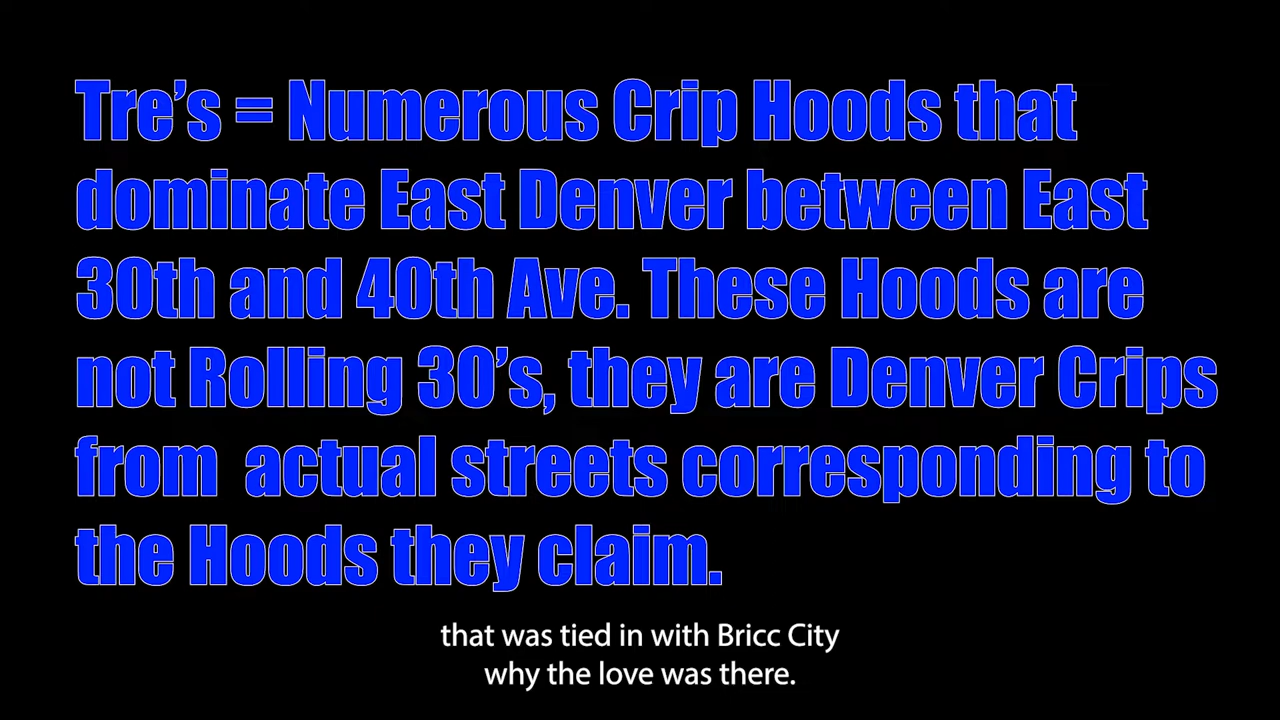 Tre’s = Numerous Crip Hoods that
dominate East Denver between East
30th and 40th Ave. These Hoods are
not Rolling 30’s, they are Denver Crips
from  actual streets corresponding to
the Hoods they claim.
that was tied in with Bricc City
why the love was there.